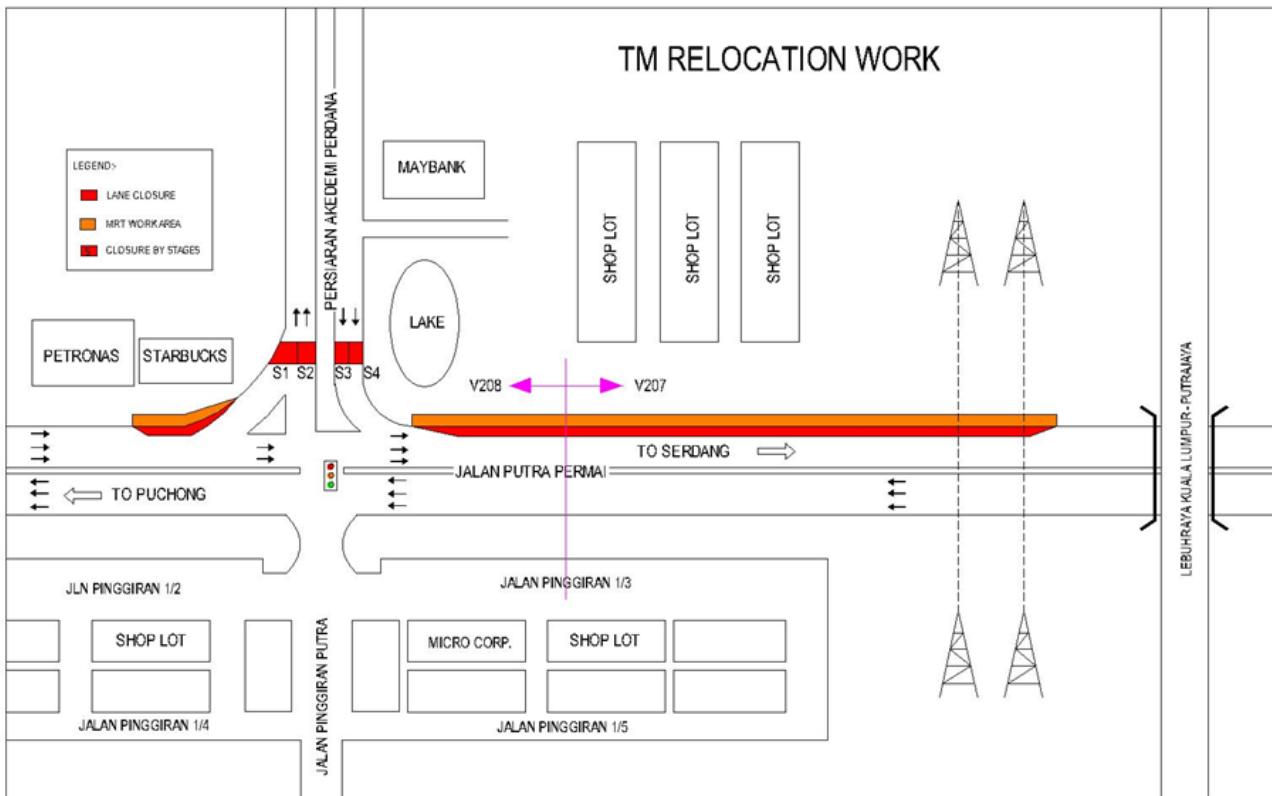 TM RELOCATION WORK
PERSIARAN AKEDEMI PERDANA
MAYBANK
LEGEND:-
LANE CLOSURE
MRT WORK AREA
S CLOSURE BY STAGES
SHOP LOT
SHOP LOT
SHOP LOT
LAKE
PETRONAS
STARBUCKS
S1
S2
S3
S4
V208
V207
TO SERDANG
JALAN PUTRA PERMAI
TO PUCHONG
LEBUHRAYA KUALA LUMPUR - PUTRAJAYA
JLN PINGGIRAN 1/2
JALAN PINGGIRAN 1/3
SHOP LOT
JALAN PINGGIRAN PUTRA
MICRO CORP.
SHOP LOT
JALAN PINGGIRAN 1/4
JALAN PINGGIRAN 1/5